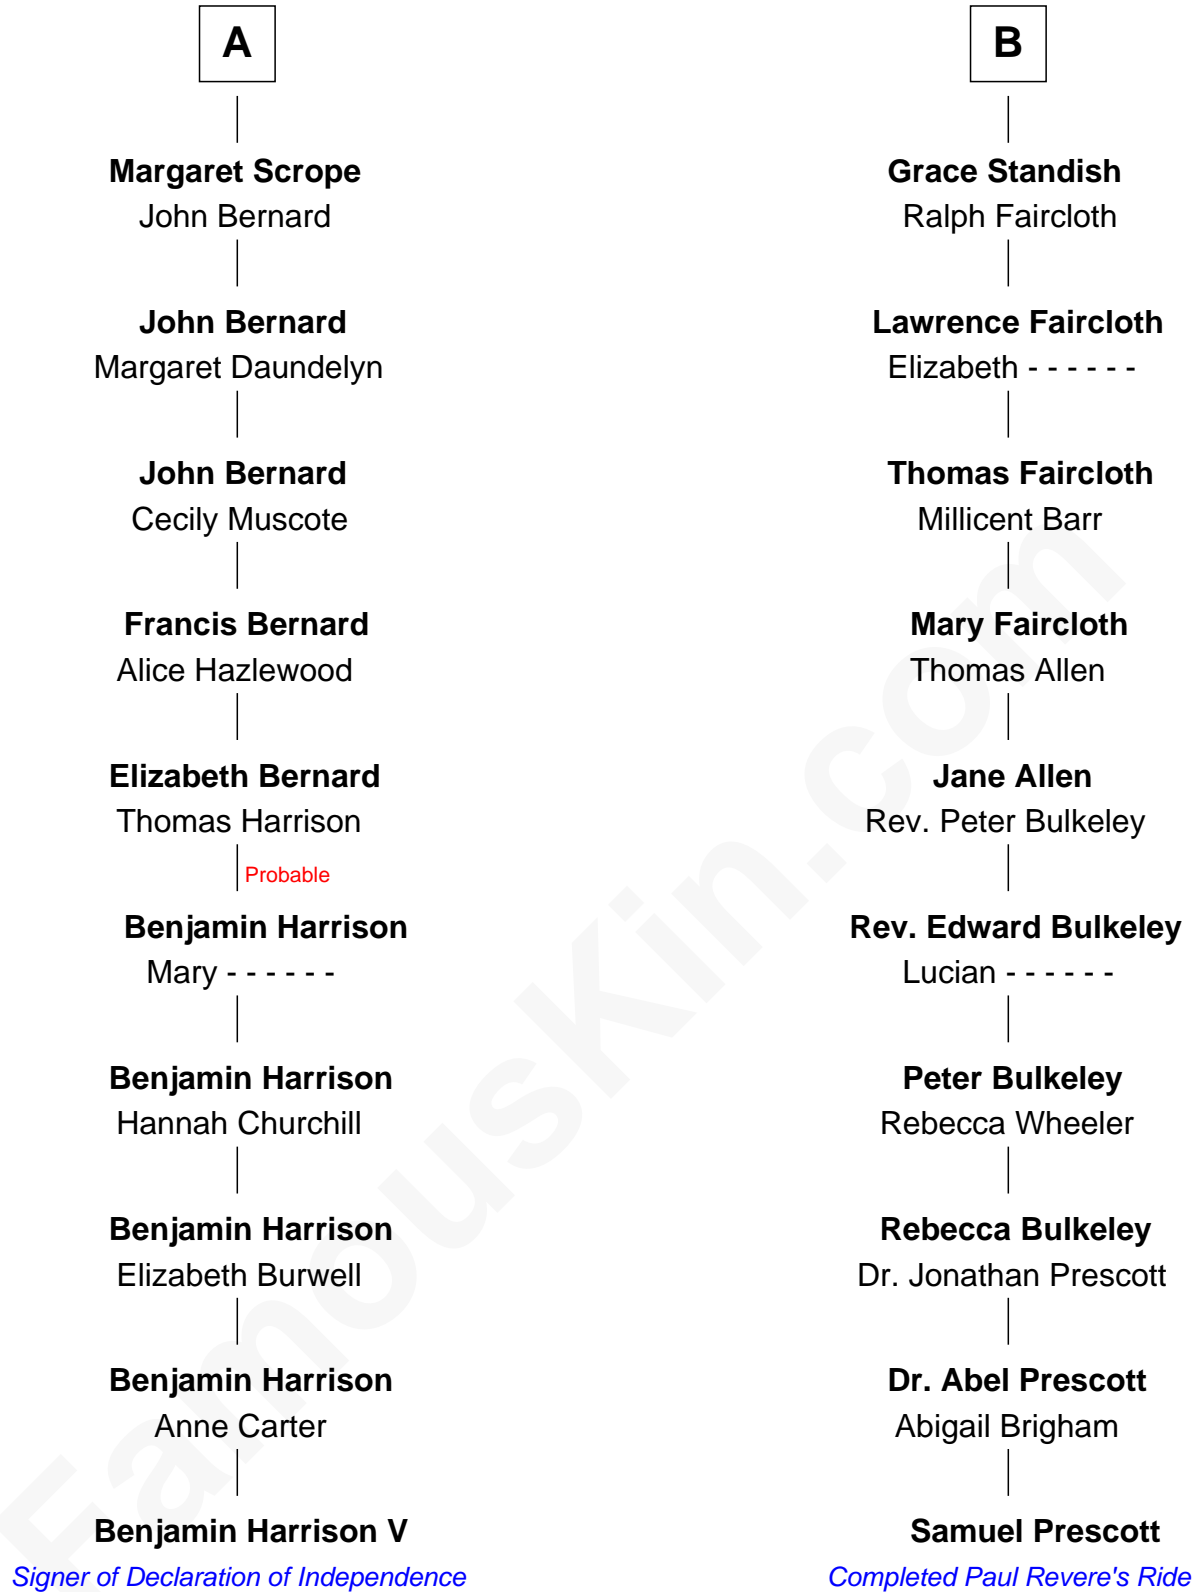 A
Margaret Scrope
John Bernard
John Bernard
Margaret Daundelyn
John Bernard
Cecily Muscote
Francis Bernard
Alice Hazlewood
Elizabeth Bernard
Thomas Harrison
Probable
Benjamin Harrison
Mary - - - - - -
Benjamin Harrison
Hannah Churchill
Benjamin Harrison
Elizabeth Burwell
Benjamin Harrison
Anne Carter
Benjamin Harrison V
Signer of Declaration of Independence
B
Grace Standish
Ralph Faircloth
Lawrence Faircloth
Elizabeth - - - - - -
Thomas Faircloth
Millicent Barr
Mary Faircloth
Thomas Allen
Jane Allen
Rev. Peter Bulkeley
Rev. Edward Bulkeley
Lucian - - - - - -
Peter Bulkeley
Rebecca Wheeler
Rebecca Bulkeley
Dr. Jonathan Prescott
Dr. Abel Prescott
Abigail Brigham
Samuel Prescott
Completed Paul Revere's Ride
FamousKin.com